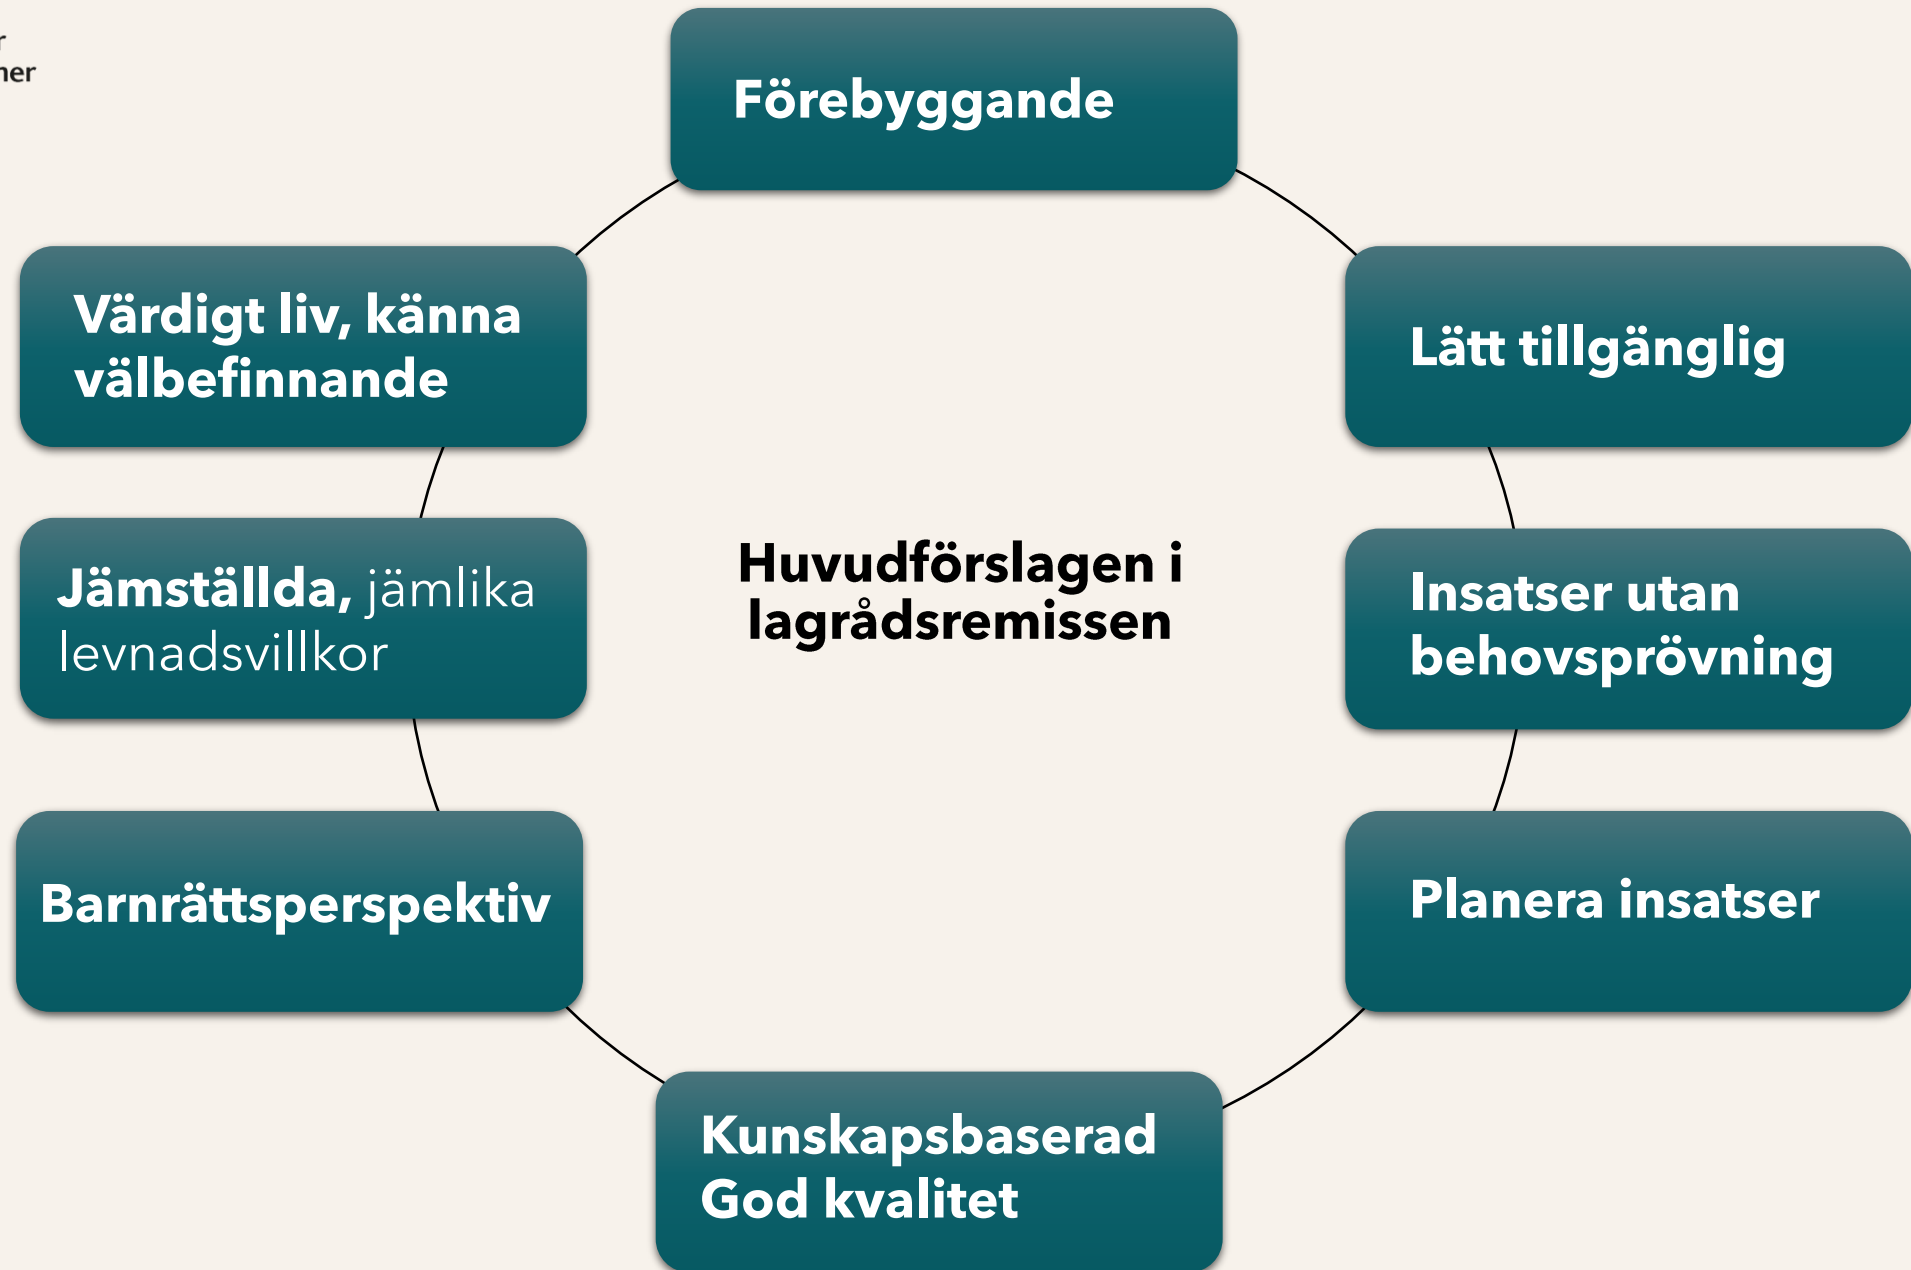 Förebyggande
Lätt tillgänglig
Insatser utan
behovsprövning
Planera insatser
Kunskapsbaserad
God kvalitet
Barnrättsperspektiv
Jämställda, jämlika
levnadsvillkor
Värdigt liv, känna
välbefinnande
Huvudförslagen i
lagrådsremissen